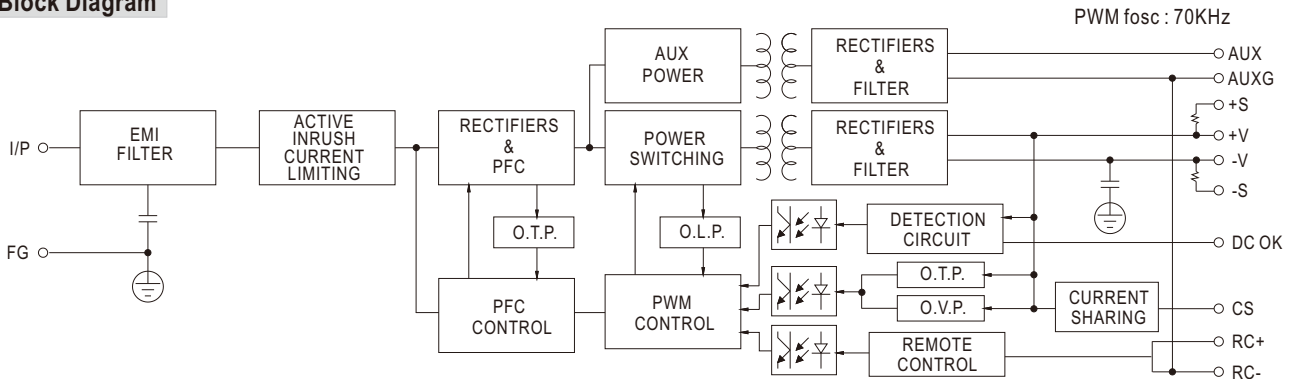 Block Diagram
PWM fosc : 70KHz
I/P
FG
EMI
FILTER
ACTIVE
INRUSH
CURRENT
LIMITING
RECTIFIERS
&
PFC
O.T.P.
PFC
CONTROL
AUX
POWER
POWER
SWITCHING
O.L.P.
PWM
CONTROL
RECTIFIERS
&
FILTER
RECTIFIERS
&
FILTER
DETECTION
CIRCUIT
O.T.P.
O.V.P.
REMOTE
CONTROL
CURRENT
SHARING
AUX
AUXG
+S
+V
-V
-S
DC OK
CS
RC+
RC-